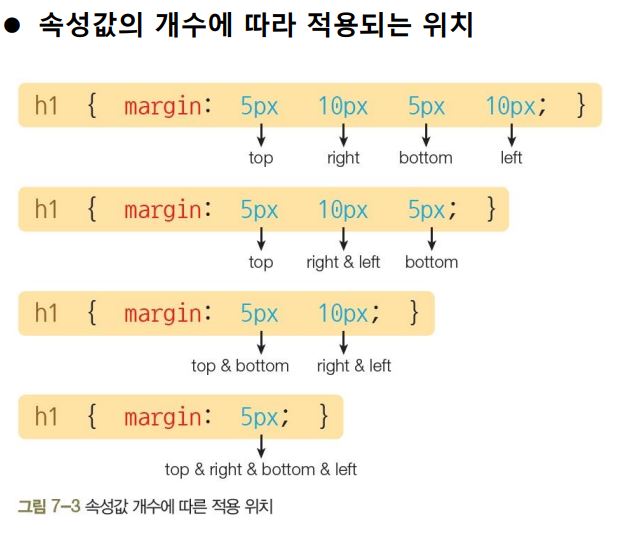 ● 속성값의 개수에 따라 적용되는 위치
h1 { margin: 5px 10px 5px 10px; }
top right bottom left
h1 { margin: 5px 10px 5px; }
top right & left bottom
h1 { margin: 5px 10px; }
top & bottom right & left
h1 { margin: 5px; }
top & right & bottom & left
그림 7-3 속성값 개수에 따른 적용 위치